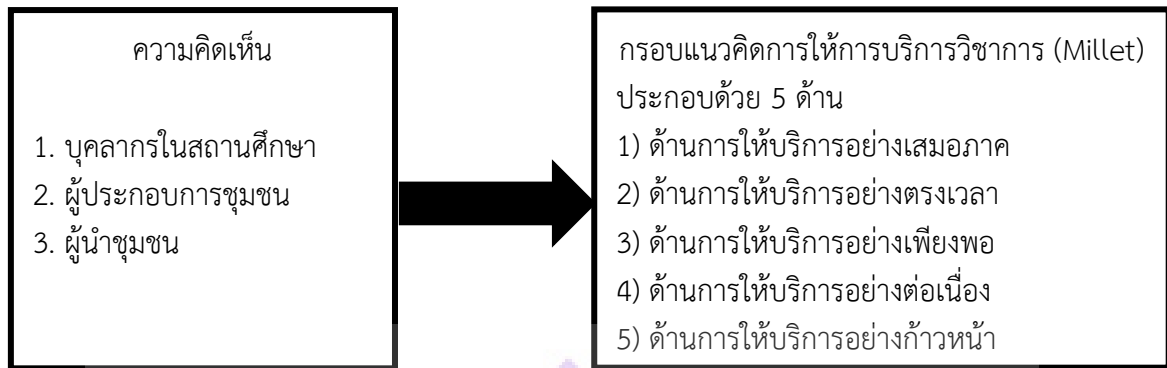 ความคิดเห็น
1. บุคลากรในสถานศึกษา
2. ผู้ประกอบการชุมชน
3. ผู้นำชุมชน
กรอบแนวคิดการให้การบริการวิชาการ (Millet)
ประกอบด้วย 5 ด้าน
1) ด้านการให้บริการอย่างเสมอภาค
2) ด้านการให้บริการอย่างตรงเวลา
3) ด้านการให้บริการอย่างเพียงพอ
4) ด้านการให้บริการอย่างต่อเนื่อง
5) ด้านการให้บริการอย่างก้าวหน้า